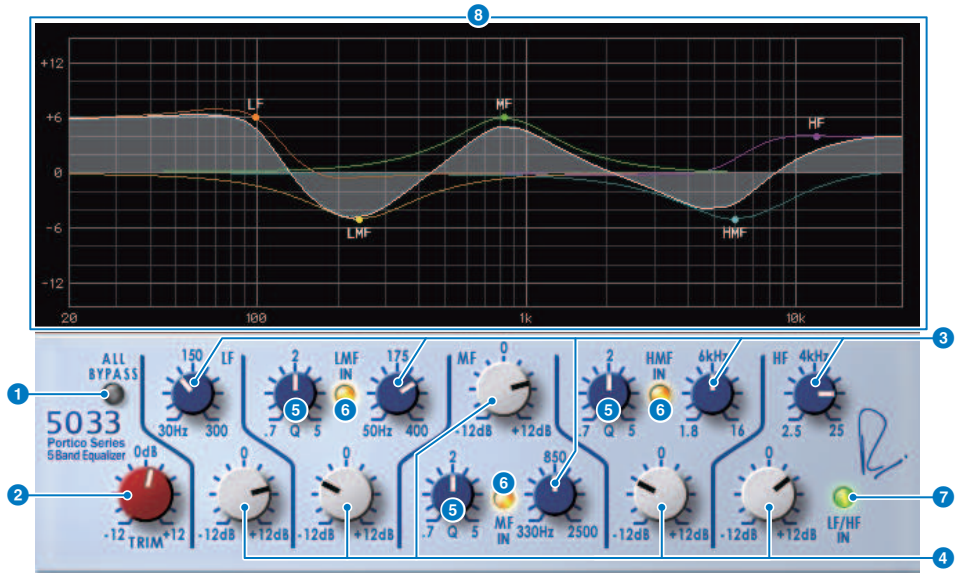 8
+12
LF
MF
HF
+6
0
-6
LMF
HMF
-12
20 100 1k 10k
ALL
BYPASS
150 LF
2
LMF
IN
175
MF
0
2
HMF
IN
6kHz
HF
4kHz
3
1
5
6
5
6
30Hz 300
.7 Q 5
50Hz 400
-12dB +12dB
.7 Q 5
1.8 16
2.5 25
5033
Portico Series
5 Band Equalizer
0dB
0
0
2
6
850
0
0
2
5
7
-12 TRIM +12
-12dB +12dB
-12dB +12dB
.7 Q 5
MF
IN
330Hz 2500
-12dB +12dB
-12dB +12dB
LF/HF
IN
4